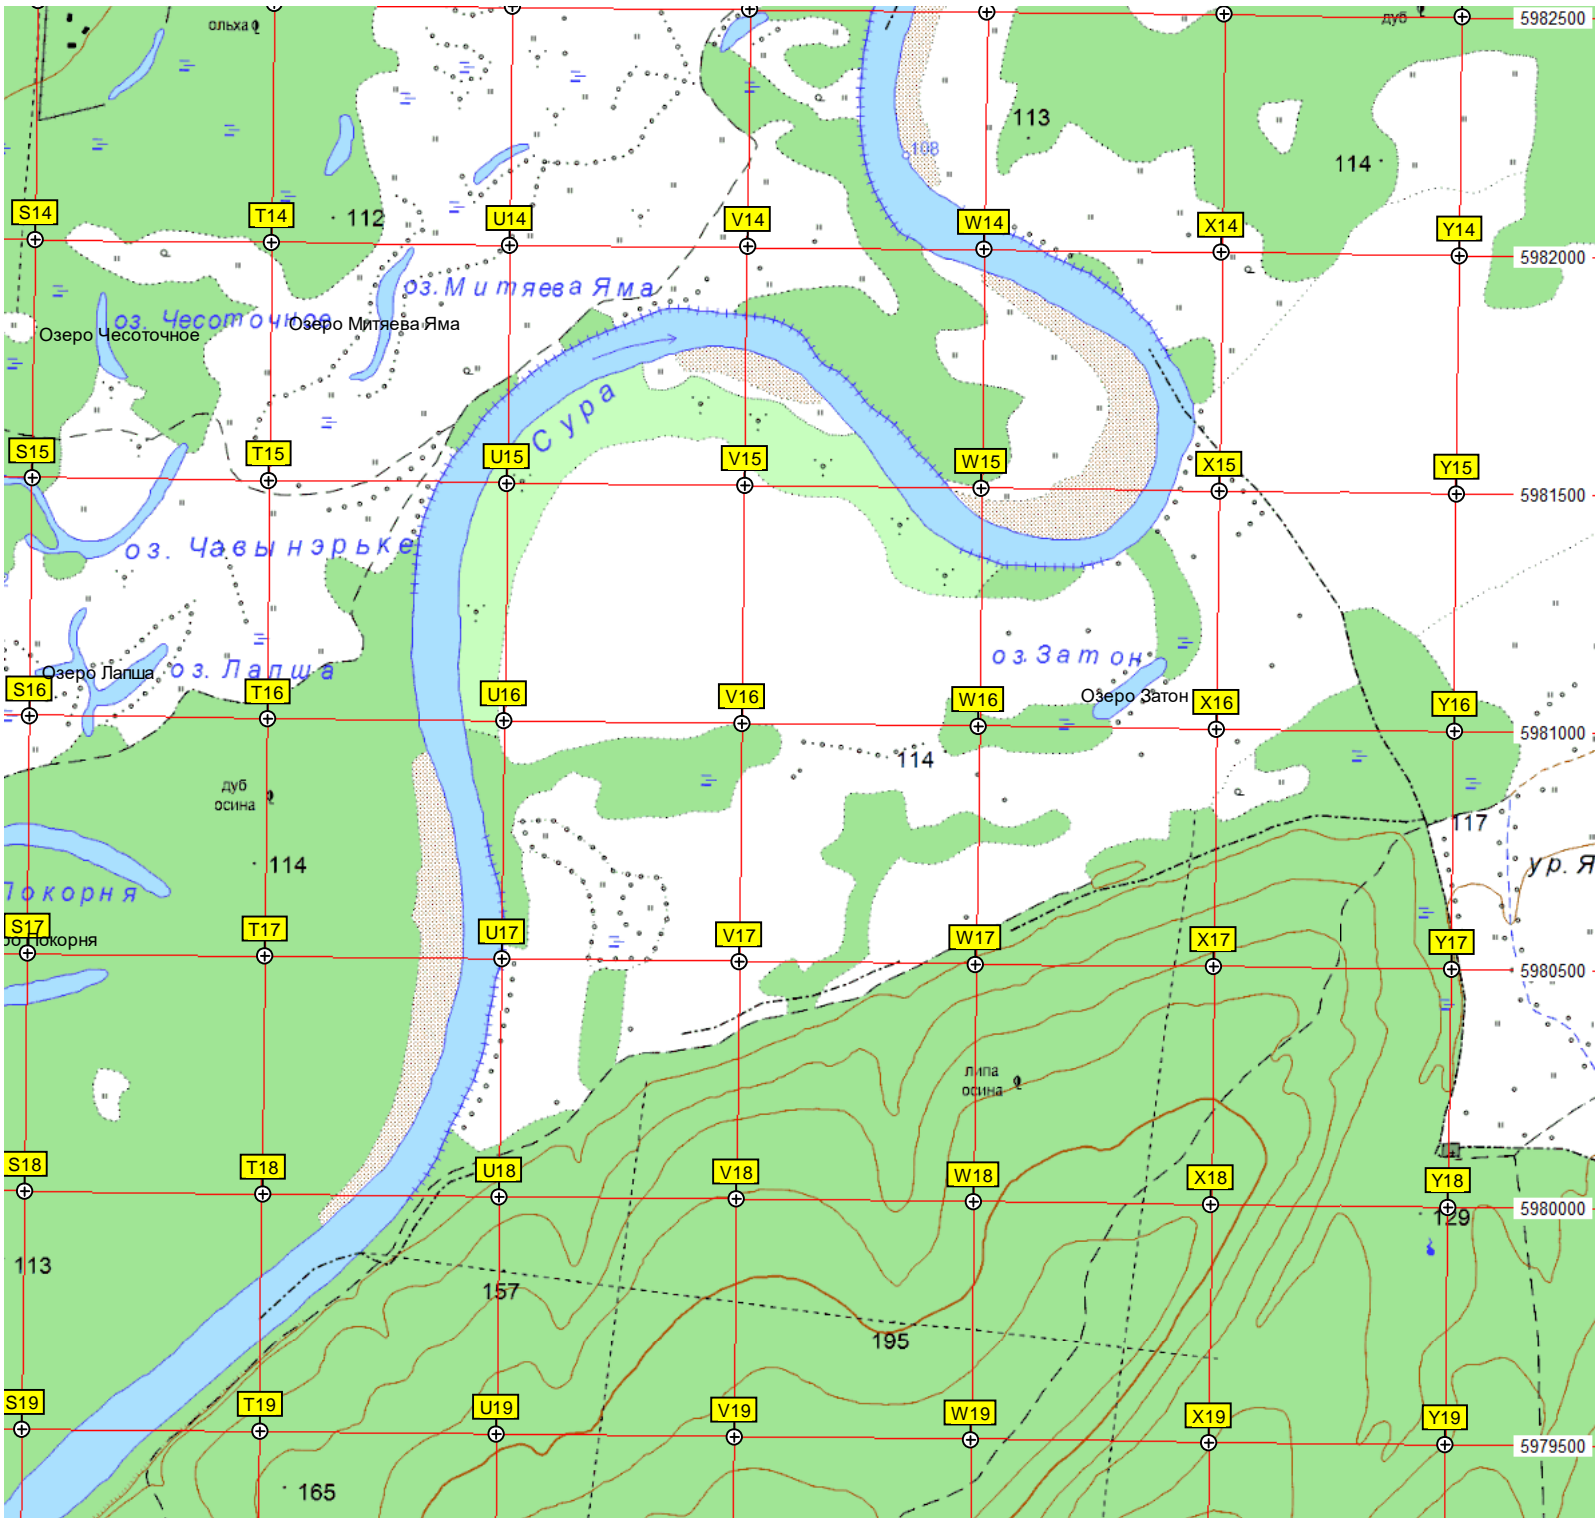 ольха
дуб
5982500
113
108
114
S14
T14
112
U14
V14
W14
X14
Y14
5982000
оз. Митяева Яма
оз. Чесоточное
Озеро Митяева Яма
Озеро Чесоточное
Сура
S15
T15
U15
V15
W15
X15
Y15
5981500
оз. Чавынэрьке
оз. Затон
оз. Лапша
Озеро Лапша
S16
T16
U16
V16
W16
Озеро Затон
X16
Y16
5981000
114
дуб
осина
117
114
ур. Я
Покорня
S17
T17
U17
V17
W17
X17
Y17
ро Покорня
5980500
липа
осина
S18
T18
U18
V18
W18
X18
Y18
5980000
129
113
157
195
S19
T19
U19
V19
W19
X19
Y19
5979500
165